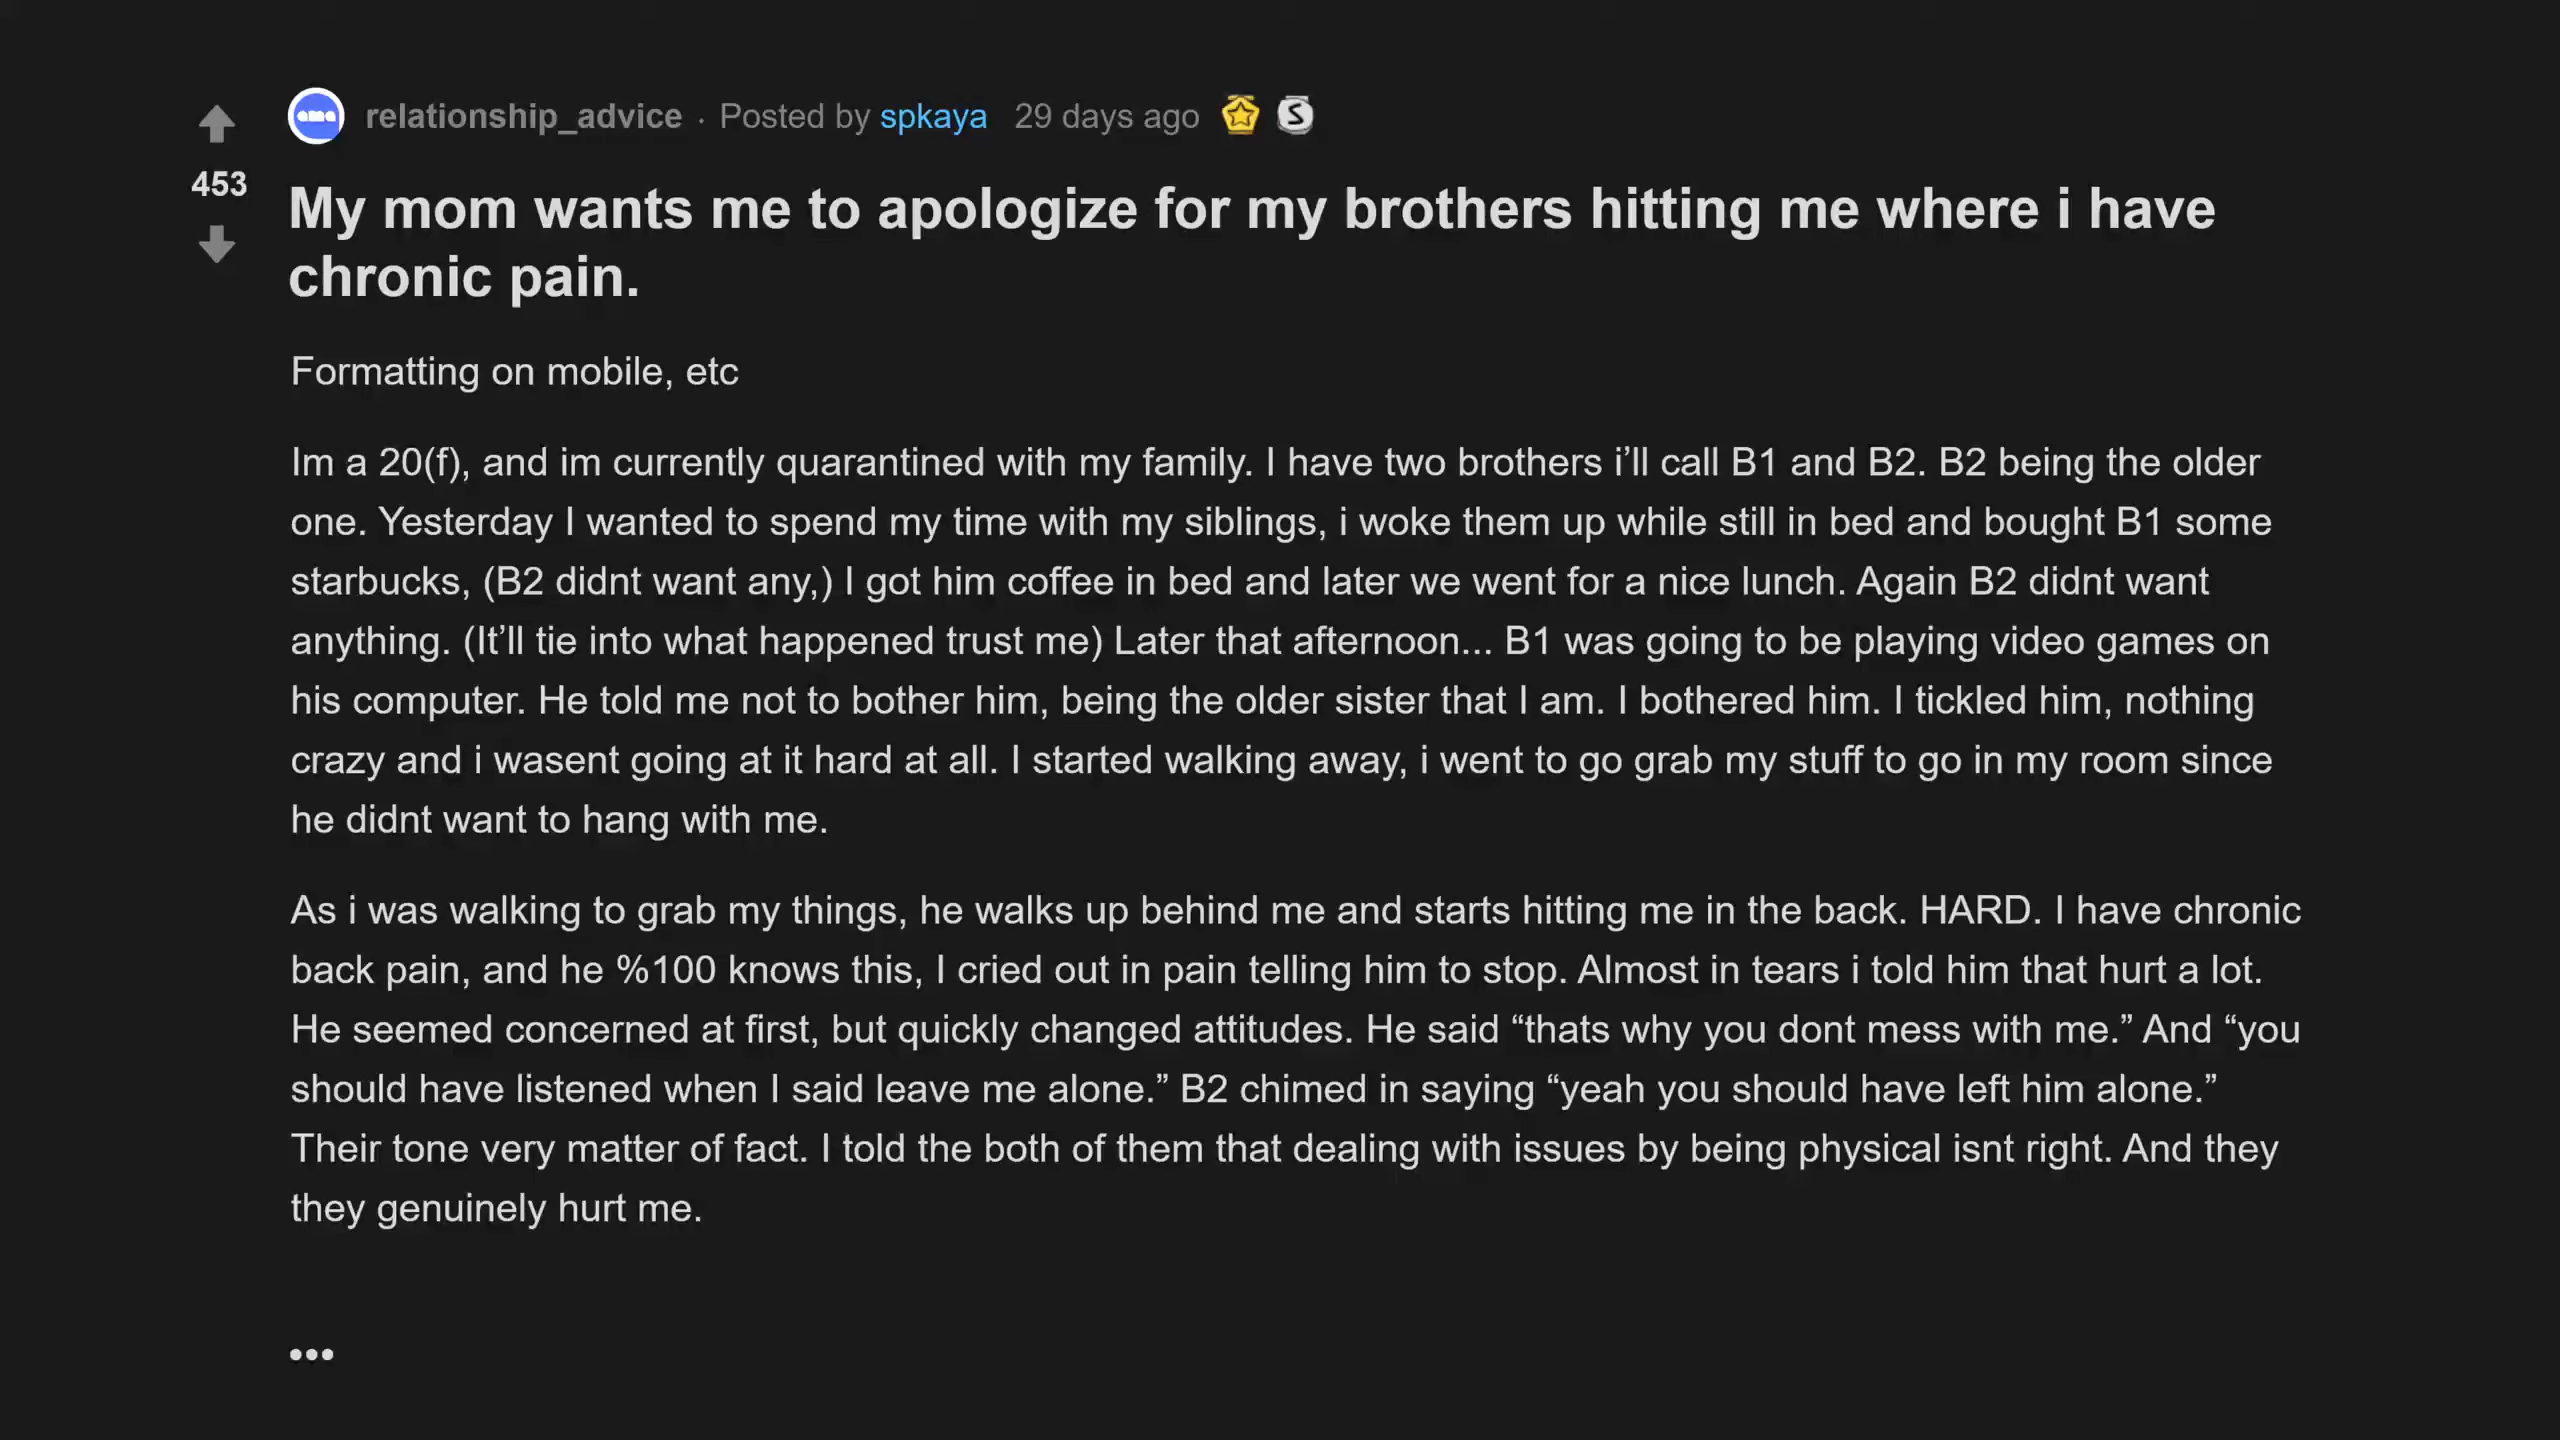 relationship_advice · Posted by spkaya 29 days ago
453
My mom wants me to apologize for my brothers hitting me where i have
chronic pain.
Formatting on mobile, etc
Im a 20(f), and im currently quarantined with my family. I have two brothers i’ll call B1 and B2. B2 being the older
one. Yesterday I wanted to spend my time with my siblings, i woke them up while still in bed and bought B1 some
starbucks, (B2 didnt want any,) I got him coffee in bed and later we went for a nice lunch. Again B2 didnt want
anything. (It’ll tie into what happened trust me) Later that afternoon... B1 was going to be playing video games on
his computer. He told me not to bother him, being the older sister that I am. I bothered him. I tickled him, nothing
crazy and i wasent going at it hard at all. I started walking away, i went to go grab my stuff to go in my room since
he didnt want to hang with me.
As i was walking to grab my things, he walks up behind me and starts hitting me in the back. HARD. I have chronic
back pain, and he %100 knows this, I cried out in pain telling him to stop. Almost in tears i told him that hurt a lot.
He seemed concerned at first, but quickly changed attitudes. He said “thats why you dont mess with me.” And “you
should have listened when I said leave me alone.” B2 chimed in saying “yeah you should have left him alone.”
Their tone very matter of fact. I told the both of them that dealing with issues by being physical isnt right. And they
they genuinely hurt me.
•••